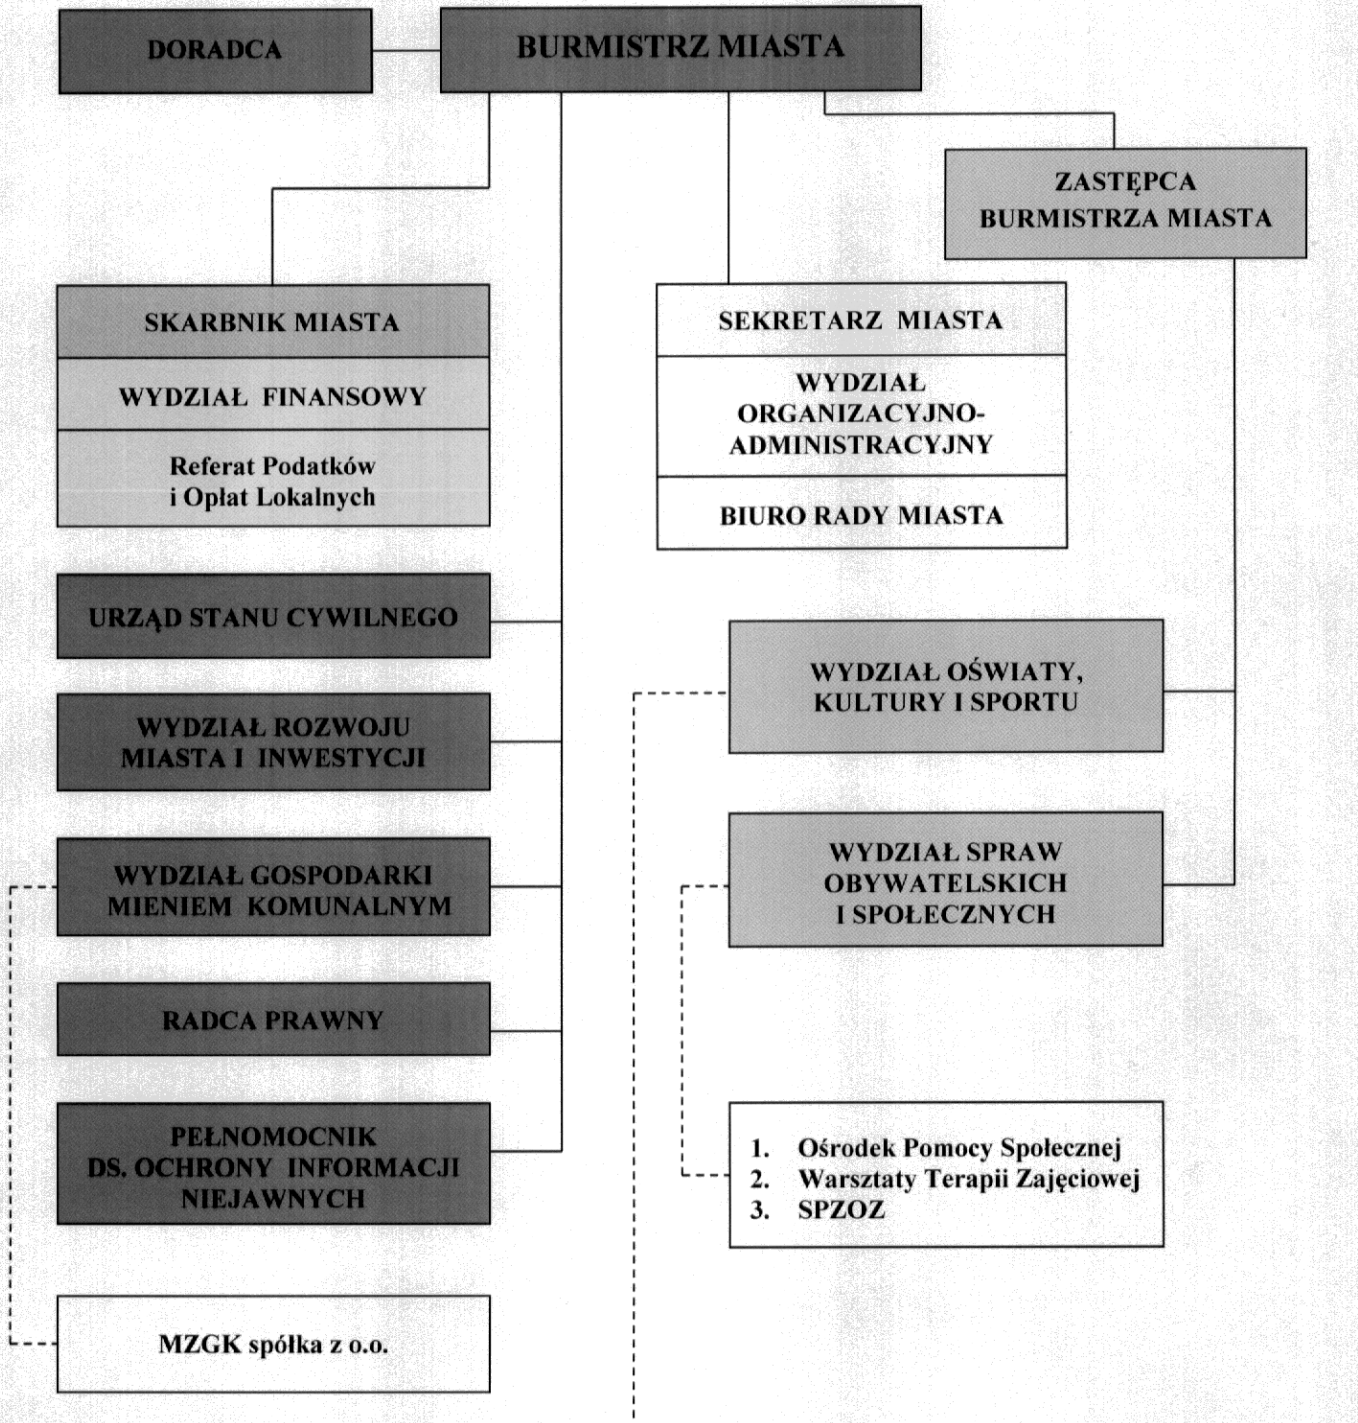 DORADCA
BURMISTRZ MIASTA
ZASTĘPCA
BURMISTRZA MIASTA
SKARBNIK MIASTA
WYDZIAŁ FINANSOWY
Referat Podatków
i Opłat Lokalnych
SEKRETARZ MIASTA
WYDZIAŁ
ORGANIZACYJNO-
ADMINISTRACYJNY
BIURO RADY MIASTA
URZĄD STANU CYWILNEGO
WYDZIAŁ ROZWOJU
MIASTA I INWESTYCJI
WYDZIAŁ GOSPODARKI
MIENIEM KOMUNALNYM
RADCA PRAWNY
PEŁNOMOCNIK
DS. OCHRONY INFORMACJI
NIEJAWNYCH
MZGK spółka z o.o.
WYDZIAŁ OŚWIATY,
KULTURY I SPORTU
WYDZIAŁ SPRAW
OBYWATELSKICH
I SPOŁECZNYCH
1. Ośrodek Pomocy Społecznej
2. Warsztaty Terapii Zajęciowej
3. SPZOZ